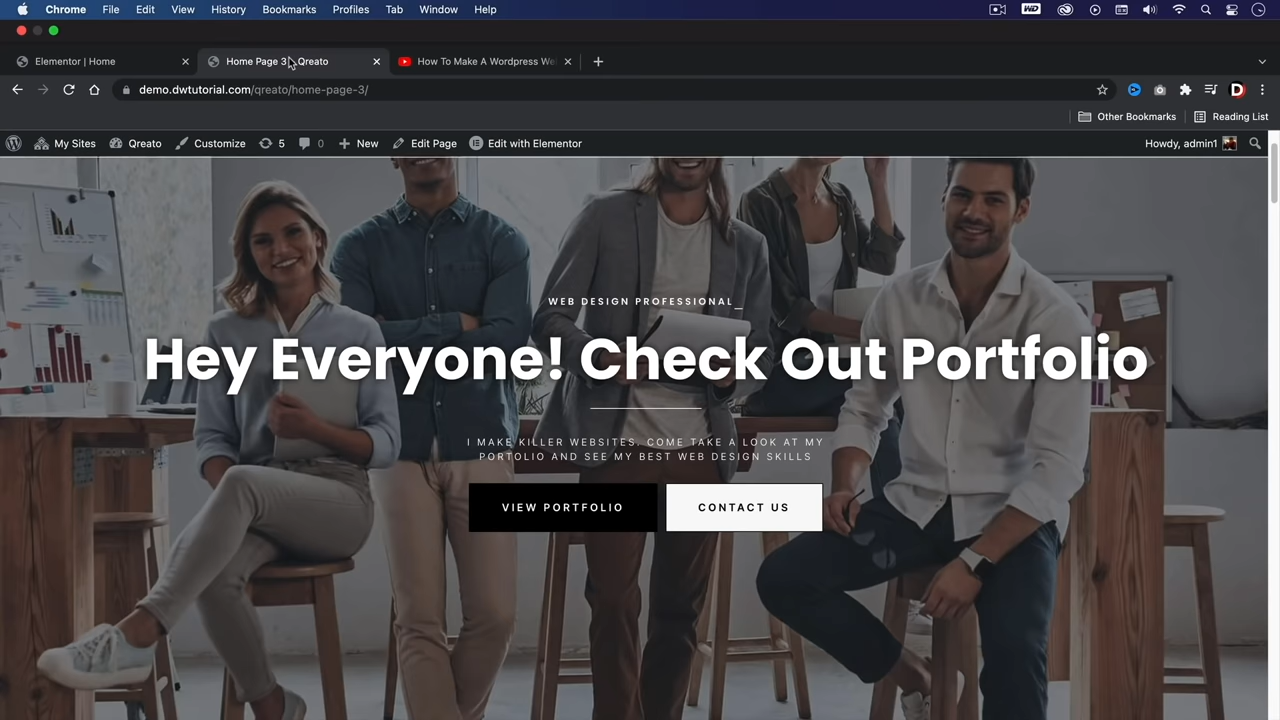 Chrome File Edit View History Bookmarks Profiles Tab Window Help WD
Elementor | Home Home Page 3 Qreato How To Make A Wordpress We
demo.dwtutorial.com/qreato/home-page-3/ D
Other Bookmarks Reading List
My Sites Qreato Customize 5 0 New Edit Page Edit with Elementor Howdy, admin1
WEB DESIGN PROFESSIONAL_
Hey Everyone! Check Out Portfolio
I MAKE KILLER WEBSITES. COME TAKE A LOOK AT MY
PORTOLIO AND SEE MY BEST WEB DESIGN SKILLS
VIEW PORTFOLIO CONTACT US